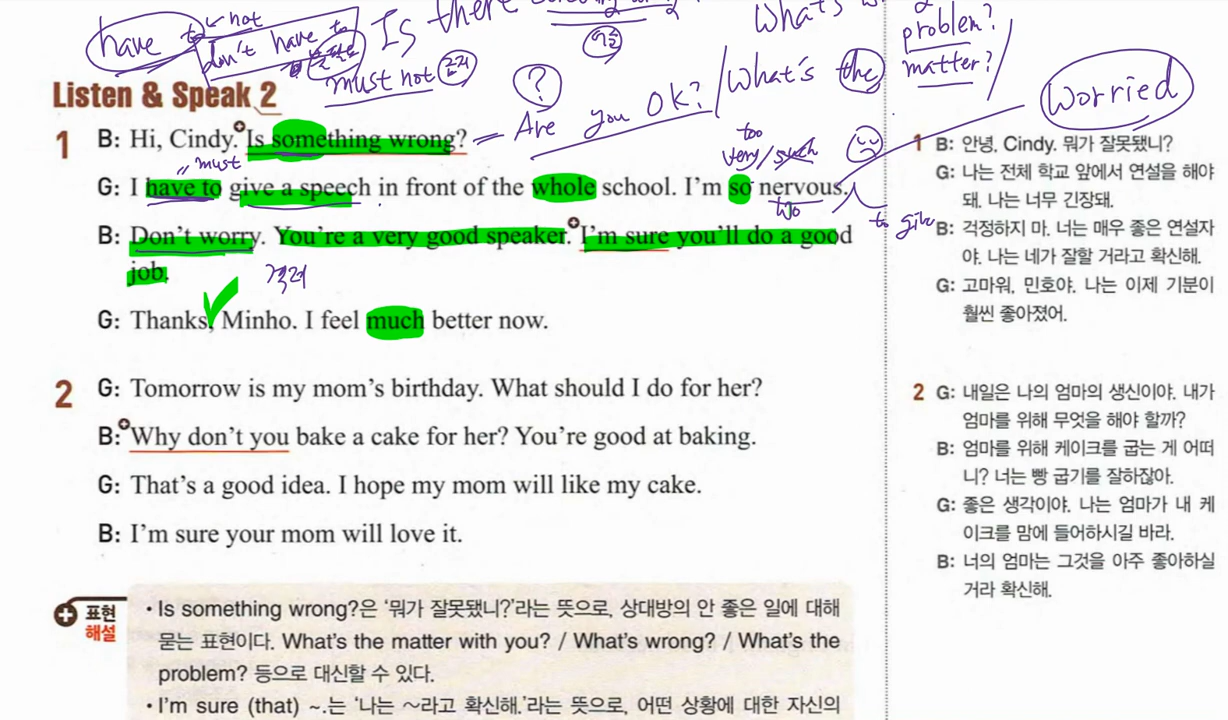 have to
not
don't have to
불필요
must not 금지
Is there
?
Are you OK?
What's
What's the
problem?
matter?
Worried
Listen & Speak 2
1 B: Hi, Cindy. Is something wrong?
must
too
very / such
G: I have to give a speech in front of the whole school. I'm so nervous.
to give
B: Don't worry. You're a very good speaker. I'm sure you'll do a good
job.
격려
G: Thanks, Minho. I feel much better now.
2 G: Tomorrow is my mom's birthday. What should I do for her?
B: Why don't you bake a cake for her? You're good at baking.
G: That's a good idea. I hope my mom will like my cake.
B: I'm sure your mom will love it.
1 B: 안녕, Cindy. 뭐가 잘못됐니?
G: 나는 전체 학교 앞에서 연설을 해야
돼. 나는 너무 긴장돼.
B: 걱정하지 마. 너는 매우 좋은 연설자
야. 나는 네가 잘할 거라고 확신해.
G: 고마워, 민호야. 나는 이제 기분이
훨씬 좋아졌어.
2 G: 내일은 나의 엄마의 생신이야. 내가
엄마를 위해 무엇을 해야 할까?
B: 엄마를 위해 케이크를 굽는 게 어떠
니? 너는 빵 굽기를 잘하잖아.
G: 좋은 생각이야. 나는 엄마가 내 케
이크를 맘에 들어하시길 바라.
B: 너의 엄마는 그것을 아주 좋아하실
거라 확신해.
표현
해설
• Is something wrong?은 '뭐가 잘못됐니?'라는 뜻으로, 상대방의 안 좋은 일에 대해
묻는 표현이다. What's the matter with you? / What's wrong? / What's the
problem? 등으로 대신할 수 있다.
• I'm sure (that) ~.는 '나는 ~라고 확신해.'라는 뜻으로, 어떤 상황에 대한 자신의